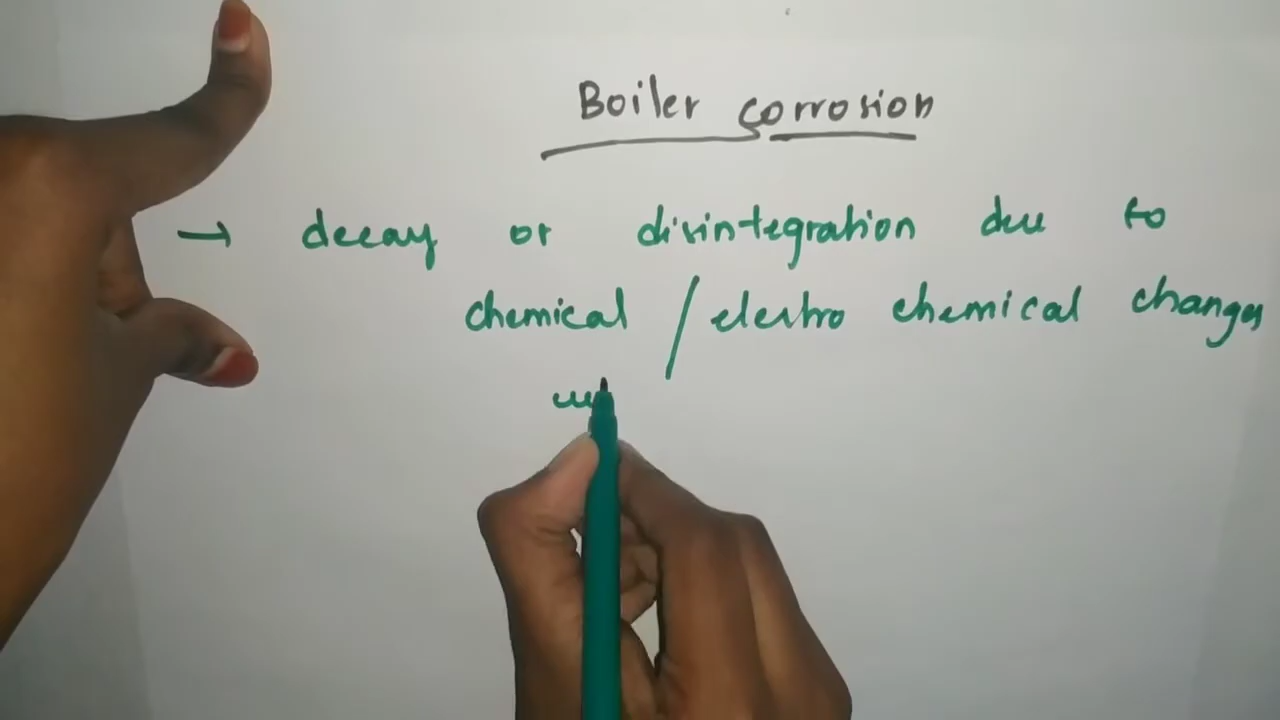 Boiler corrosion
→ decay or disintegration due to
chemical / electro chemical changes